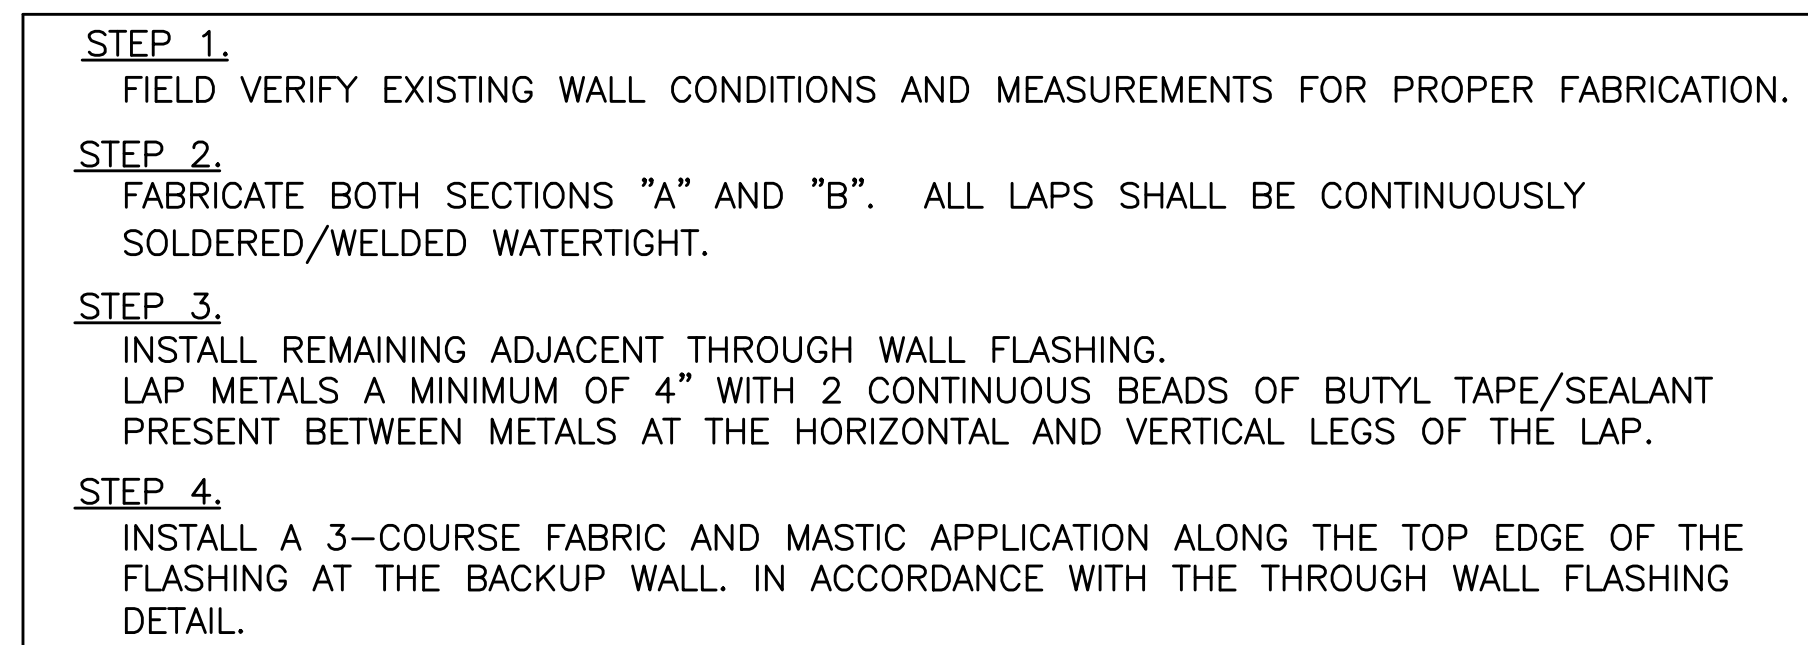 STEP 1.
FIELD VERIFY EXISTING WALL CONDITIONS AND MEASUREMENTS FOR PROPER FABRICATION.
STEP 2.
FABRICATE BOTH SECTIONS ”A” AND ”B”.  ALL LAPS SHALL BE CONTINUOUSLY
SOLDERED/WELDED WATERTIGHT.
STEP 3.
INSTALL REMAINING ADJACENT THROUGH WALL FLASHING.
LAP METALS A MINIMUM OF 4” WITH 2 CONTINUOUS BEADS OF BUTYL TAPE/SEALANT
PRESENT BETWEEN METALS AT THE HORIZONTAL AND VERTICAL LEGS OF THE LAP.
STEP 4.
INSTALL A 3–COURSE FABRIC AND MASTIC APPLICATION ALONG THE TOP EDGE OF THE
FLASHING AT THE BACKUP WALL. IN ACCORDANCE WITH THE THROUGH WALL FLASHING
DETAIL.